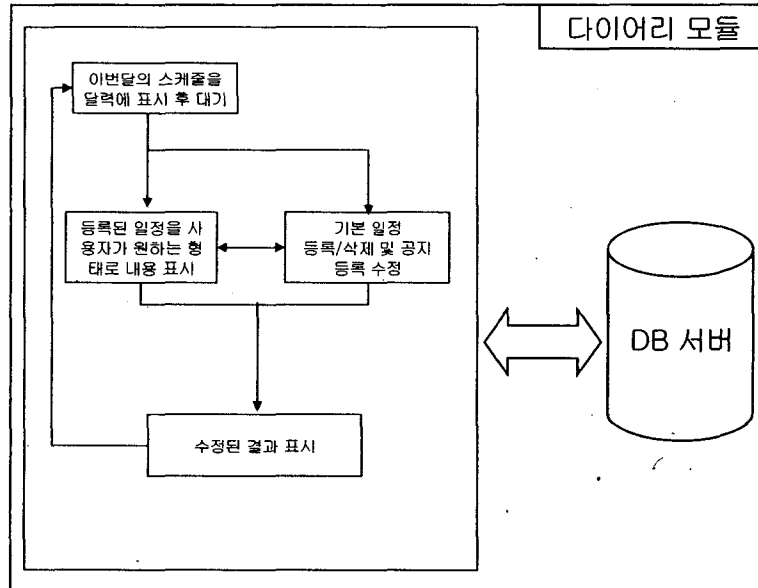 다이어리 모듈
이번달의 스케줄을
달력에 표시 후 대기
등록된 일정을 사
용자가 원하는 형
태로 내용 표시
기본 일정
등록/삭제 및 공지
등록 수정
DB 서버
수정된 결과 표시